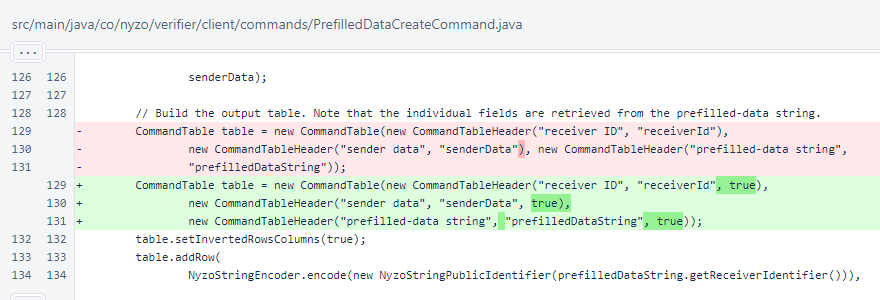 src/main/java/co/nyzo/verifier/client/commands/PrefilledDataCreateCommand.java
...
126 126 senderData);
127 127
128 128 // Build the output table. Note that the individual fields are retrieved from the prefilled-data string.
129 - CommandTable table = new CommandTable(new CommandTableHeader("receiver ID", "receiverId"),
130 - new CommandTableHeader("sender data", "senderData"), new CommandTableHeader("prefilled-data string",
131 - "prefilledDataString"));
129 + CommandTable table = new CommandTable(new CommandTableHeader("receiver ID", "receiverId", true),
130 + new CommandTableHeader("sender data", "senderData", true),
131 + new CommandTableHeader("prefilled-data string", "prefilledDataString", true));
132 132 table.setInvertedRowsColumns(true);
133 133 table.addRow(
134 134 NyzoStringEncoder.encode(new NyzoStringPublicIdentifier(prefilledDataString.getReceiverIdentifier())),